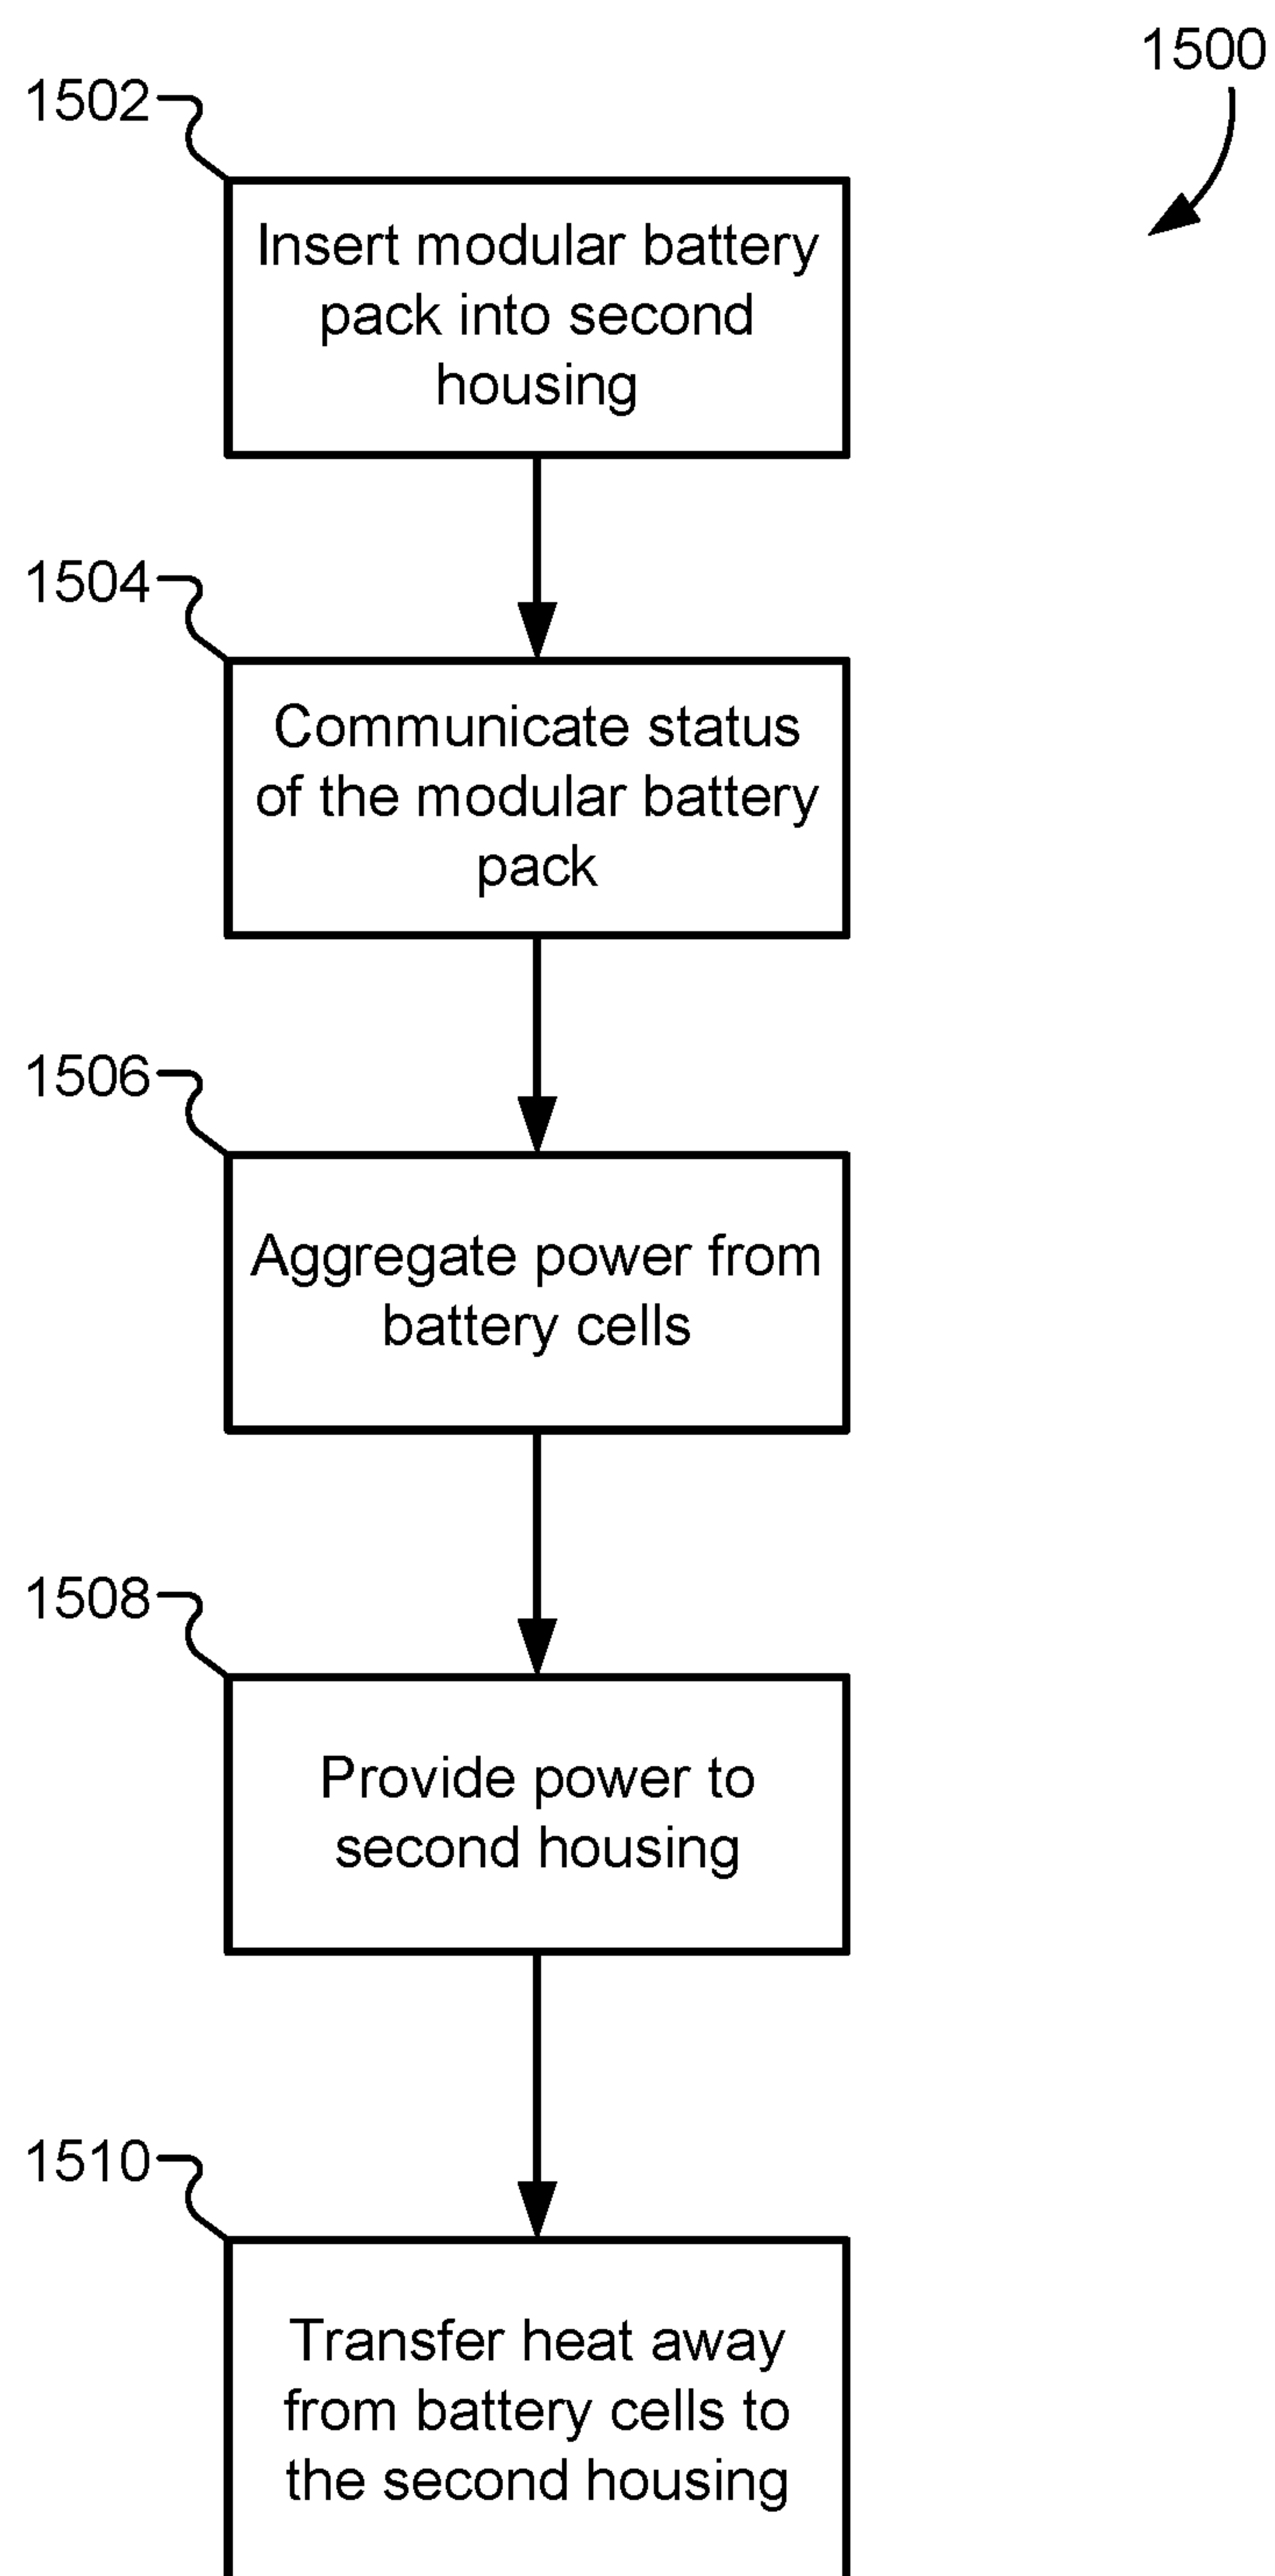 1500
1502
Insert modular battery
pack into second
housing
1504
Communicate status
of the modular battery
pack
1506
Aggregate power from
battery cells
1508
Provide power to
second housing
1510
Transfer heat away
from battery cells to
the second housing